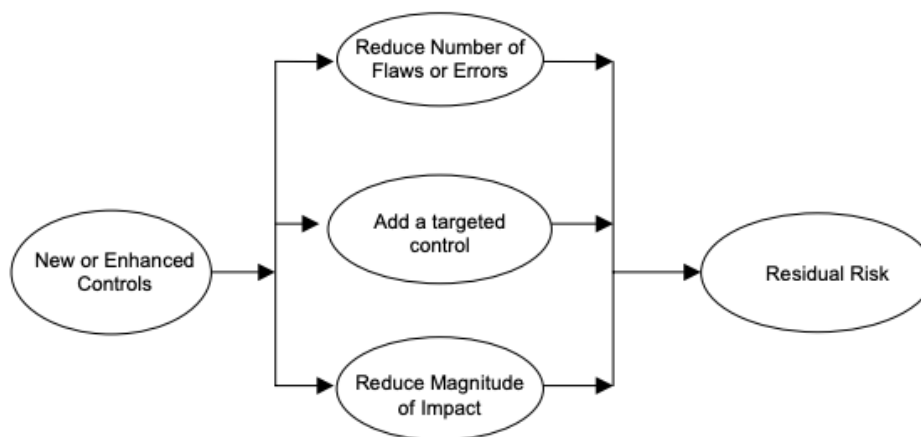 Reduce Number of
Flaws or Errors
Add a targeted
control
New or Enhanced
Controls
Residual Risk
Reduce Magnitude
of Impact